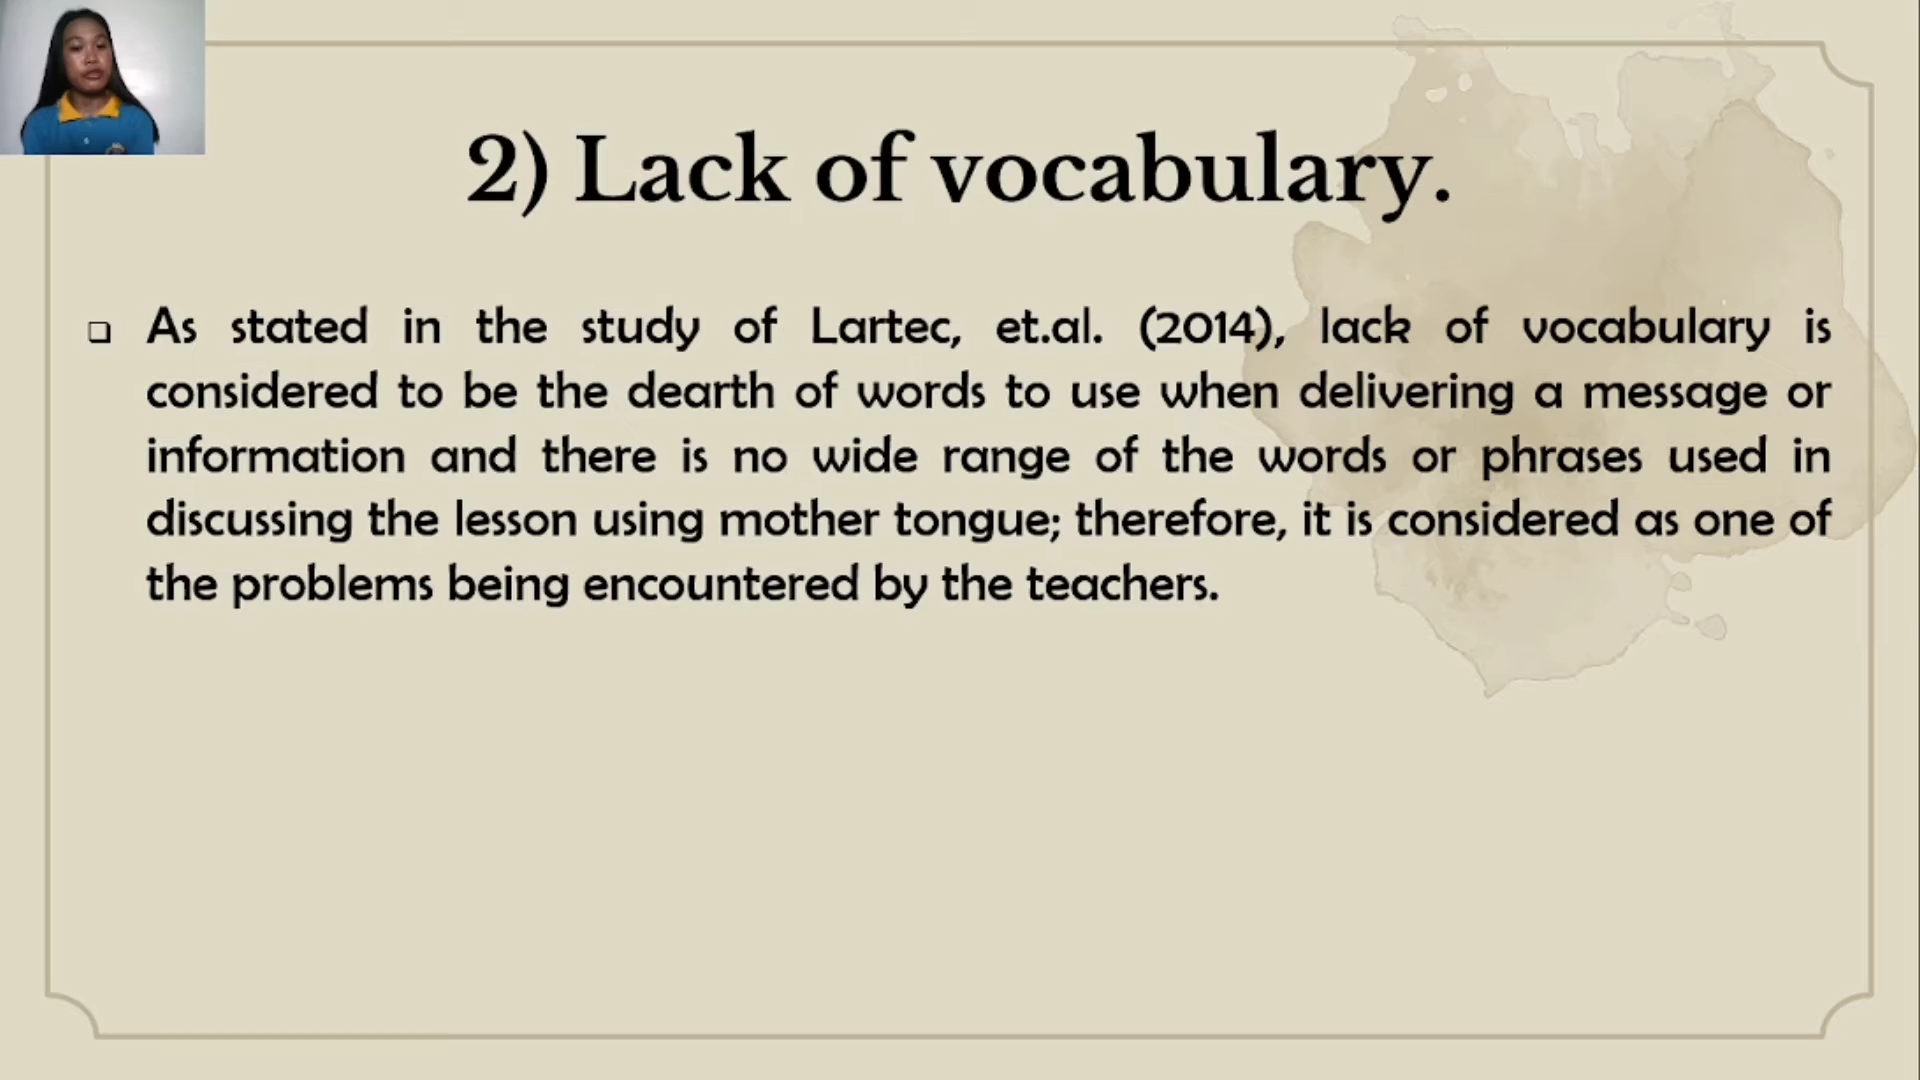 2) Lack of vocabulary.
As stated in the study of Lartec, et.al. (2014), lack of vocabulary is
considered to be the dearth of words to use when delivering a message or
information and there is no wide range of the words or phrases used in
discussing the lesson using mother tongue; therefore, it is considered as one of
the problems being encountered by the teachers.